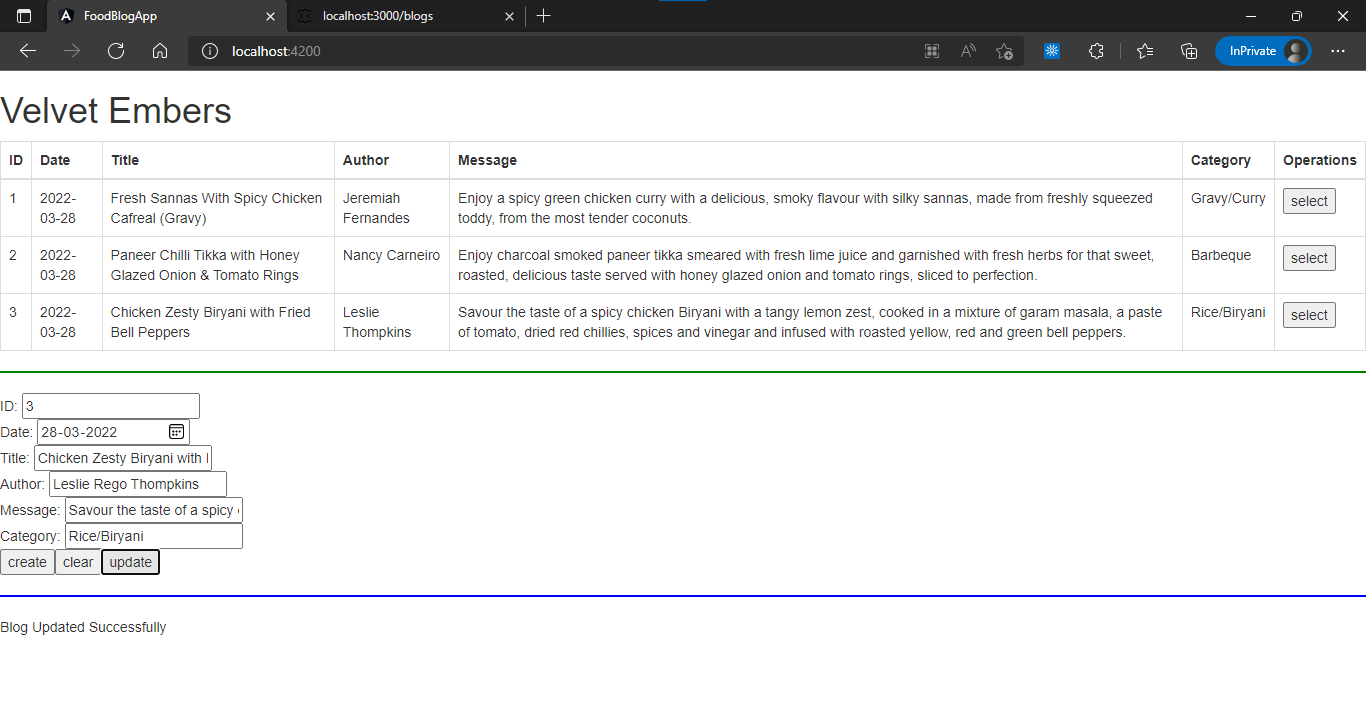 FoodBlogApp localhost:3000/blogs
localhost:4200 InPrivate
Velvet Embers
ID Date Title Author Message Category Operations
1 2022- Fresh Sannas With Spicy Chicken Jeremiah Enjoy a spicy green chicken curry with a delicious, smoky flavour with silky sannas, made from freshly squeezed Gravy/Curry select
03-28 Cafreal (Gravy) Fernandes toddy, from the most tender coconuts.
2 2022- Paneer Chilli Tikka with Honey Nancy Carneiro Enjoy charcoal smoked paneer tikka smeared with fresh lime juice and garnished with fresh herbs for that sweet, Barbeque select
03-28 Glazed Onion & Tomato Rings roasted, delicious taste served with honey glazed onion and tomato rings, sliced to perfection.
3 2022- Chicken Zesty Biryani with Fried Leslie Savour the taste of a spicy chicken Biryani with a tangy lemon zest, cooked in a mixture of garam masala, a paste Rice/Biryani select
03-28 Bell Peppers Thompkins of tomato, dried red chillies, spices and vinegar and infused with roasted yellow, red and green bell peppers.
ID: 3
Date: 28-03-2022
Title: Chicken Zesty Biryani with
Author: Leslie Rego Thompkins
Message: Savour the taste of a spicy
Category: Rice/Biryani
create clear update
Blog Updated Successfully